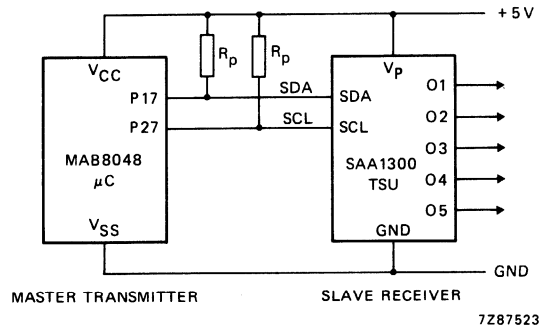 +5V
Rp
Rp
VCC
VP
SDA
P17
SDA
O1
SCL
P27
SCL
O2
MAB8048
μC
SAA1300
TSU
O3
O4
O5
VSS
GND
GND
MASTER TRANSMITTER
SLAVE RECEIVER
7Z87523